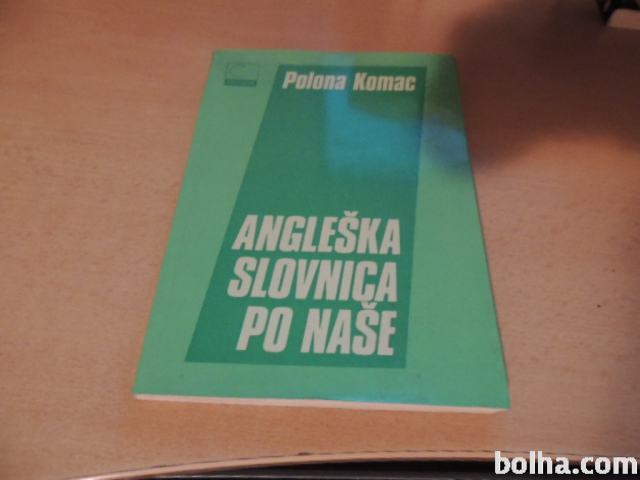 Polona Komac
ANGLEŠKA
SLOVNICA
PO NAŠE
bolha.com